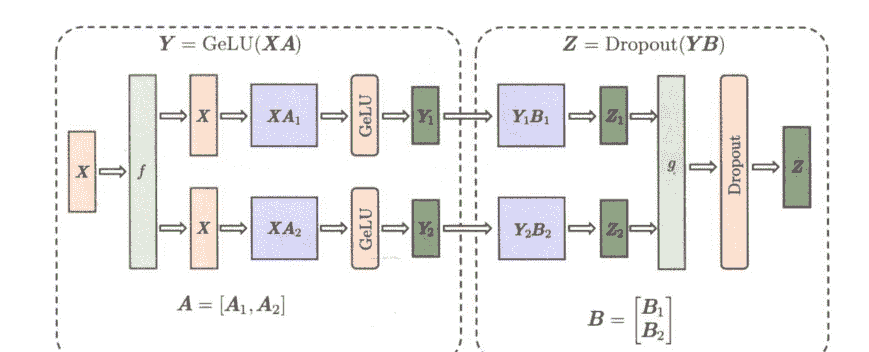 Y = GeLU(XA)
Z = Dropout(YB)
X
f
X
XA₁
GeLU
Y₁
Y₁B₁
Z₁
X
XA₂
GeLU
Y₂
Y₂B₂
Z₂
g
Dropout
Z
A = [A₁, A₂]
B = [B₁
B₂]